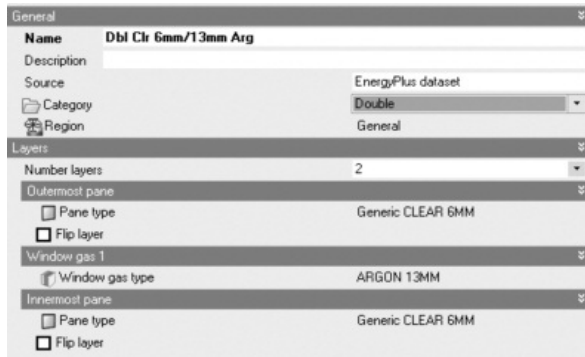 General
Name Dbl Clr 6mm/13mm Arg
Description
Source EnergyPlus dataset
Category Double
Region General
Layers
Number layers 2
Outermost pane
Pane type Generic CLEAR 6MM
Flip layer
Window gas 1
Window gas type ARGON 13MM
Innermost pane
Pane type Generic CLEAR 6MM
Flip layer